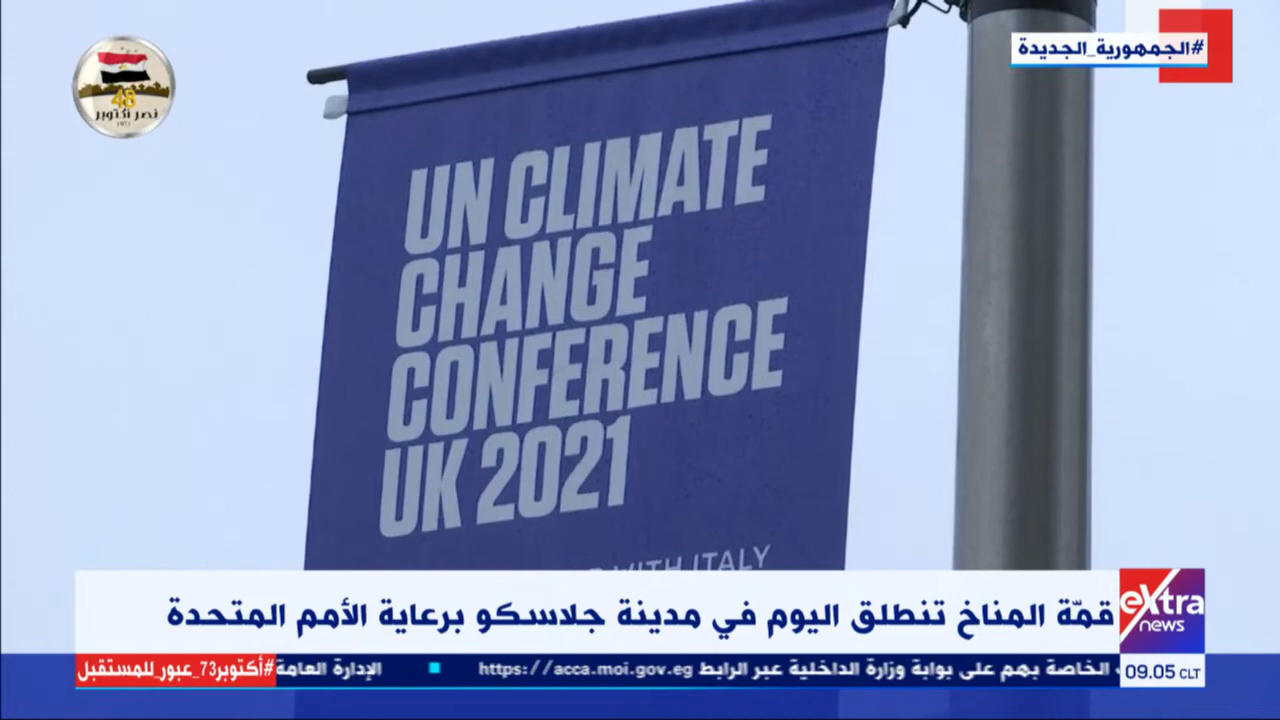 #الجمهورية_الجديدة
48
نصر أكتوبر
UN CLIMATE
CHANGE
CONFERENCE
UK 2021
WITH ITALY
قمّة المناخ تنطلق اليوم في مدينة جلاسكو برعاية الأمم المتحدة
eXtra
news
الخاصة بهم على بوابة وزارة الداخلية عبر الرابط https://acca.moi.gov.eg ■ الإدارة العامة
#أكتوبر73_عبور_للمستقبل
09.05 CLT